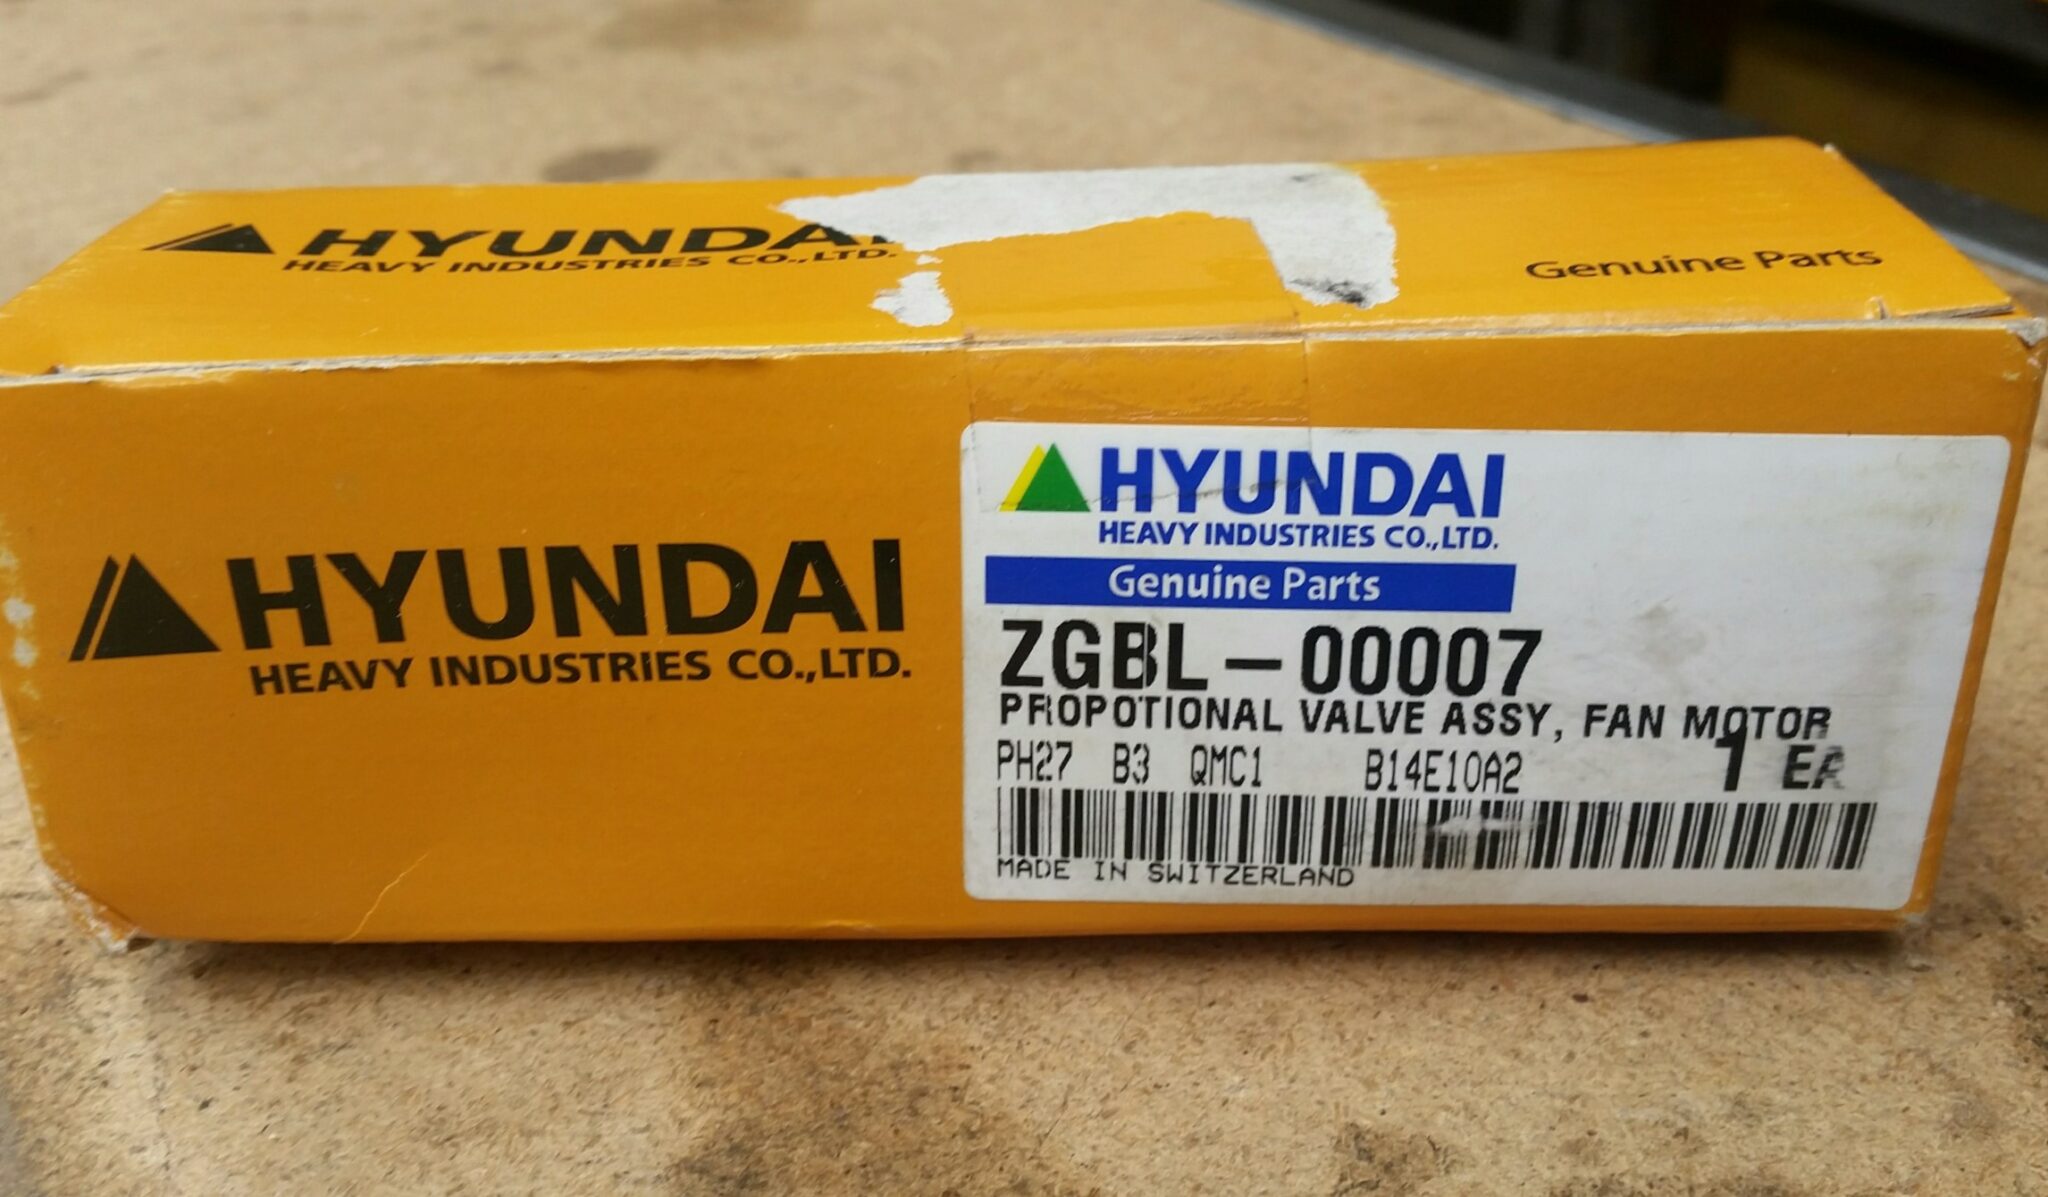 HYUNDAI
HEAVY INDUSTRIES CO.,LTD.
Genuine Parts
HYUNDAI
HEAVY INDUSTRIES CO.,LTD.
HYUNDAI
HEAVY INDUSTRIES CO.,LTD.
Genuine Parts
ZGBL-00007
PROPOTIONAL VALVE ASSY, FAN MOTOR
PH27 B3 QMC1 B14E10A2 1 EA
MADE IN SWITZERLAND